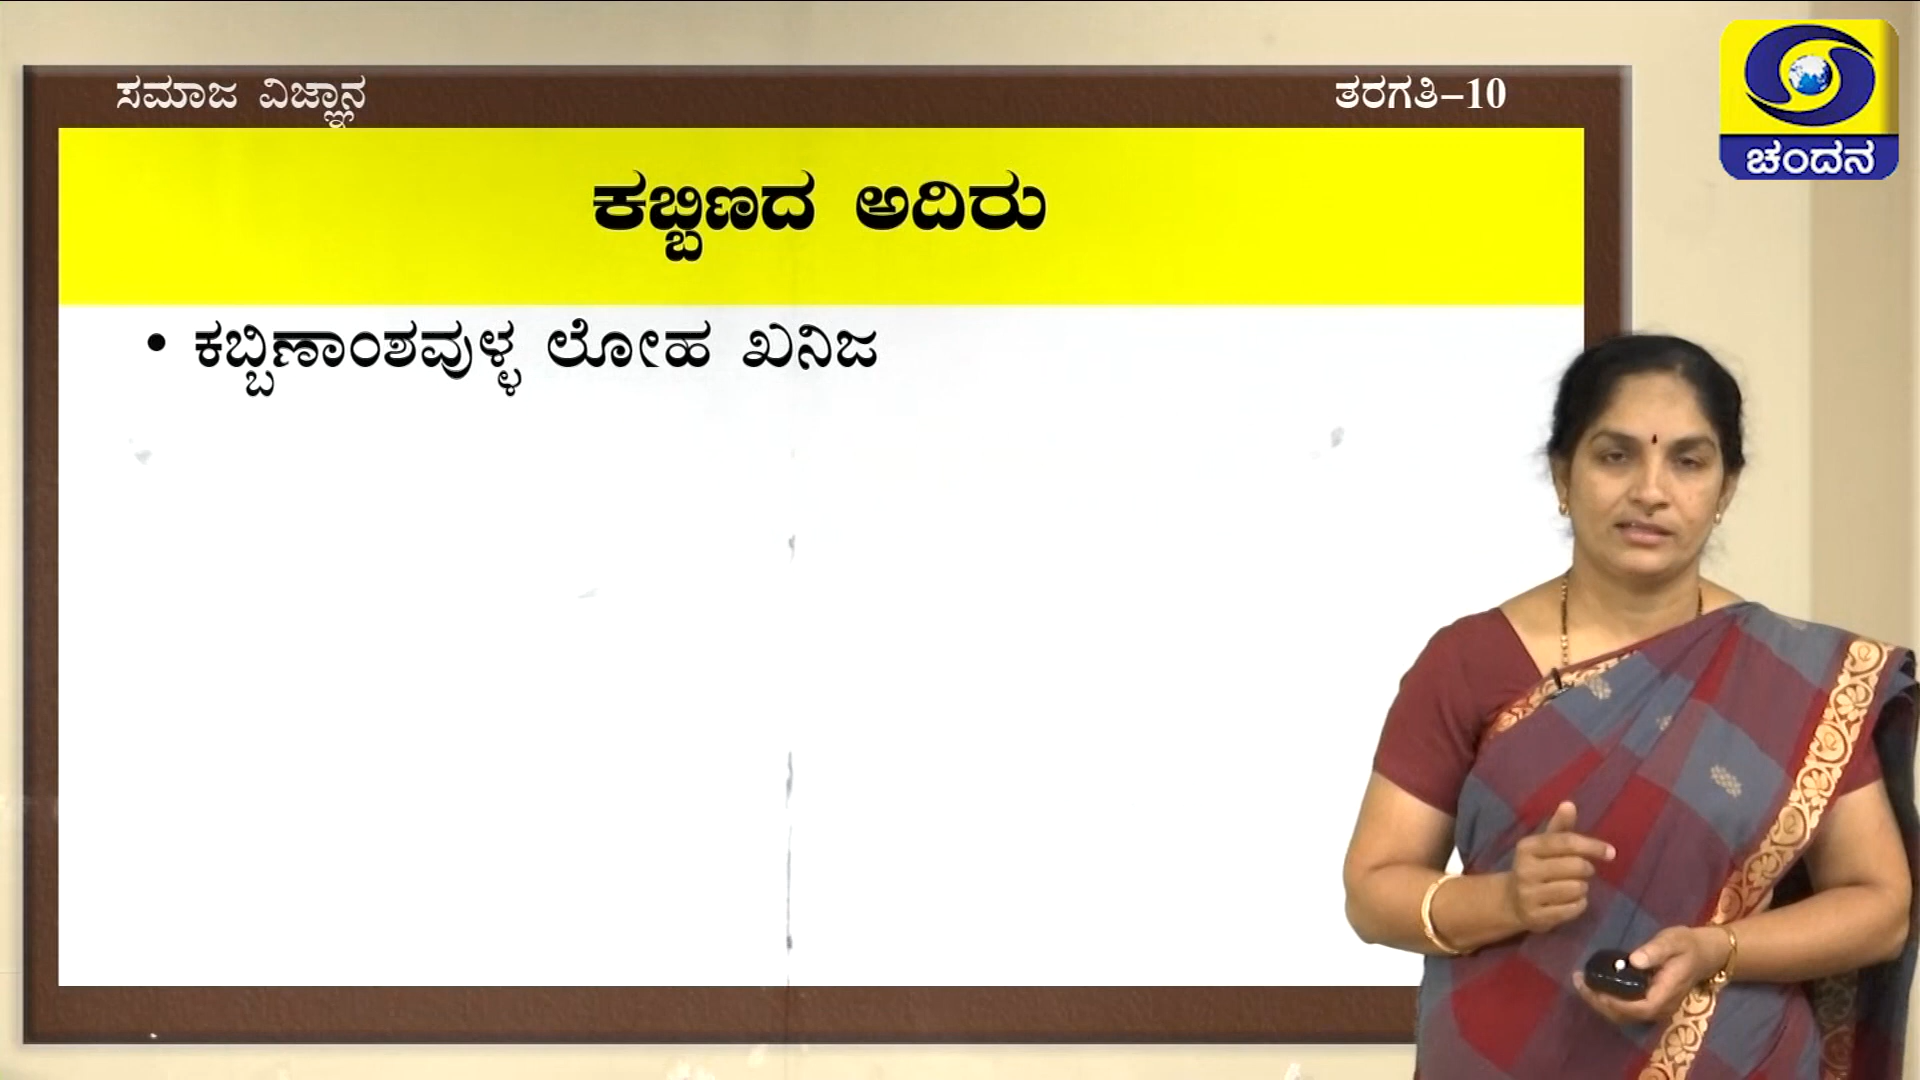 ಸಮಾಜ ವಿಜ್ಞಾನ
ತರಗತಿ-10
ಚಂದನ
ಕಬ್ಬಿಣದ ಅದಿರು
• ಕಬ್ಬಿಣಾಂಶವುಳ್ಳ ಲೋಹ ಖನಿಜ